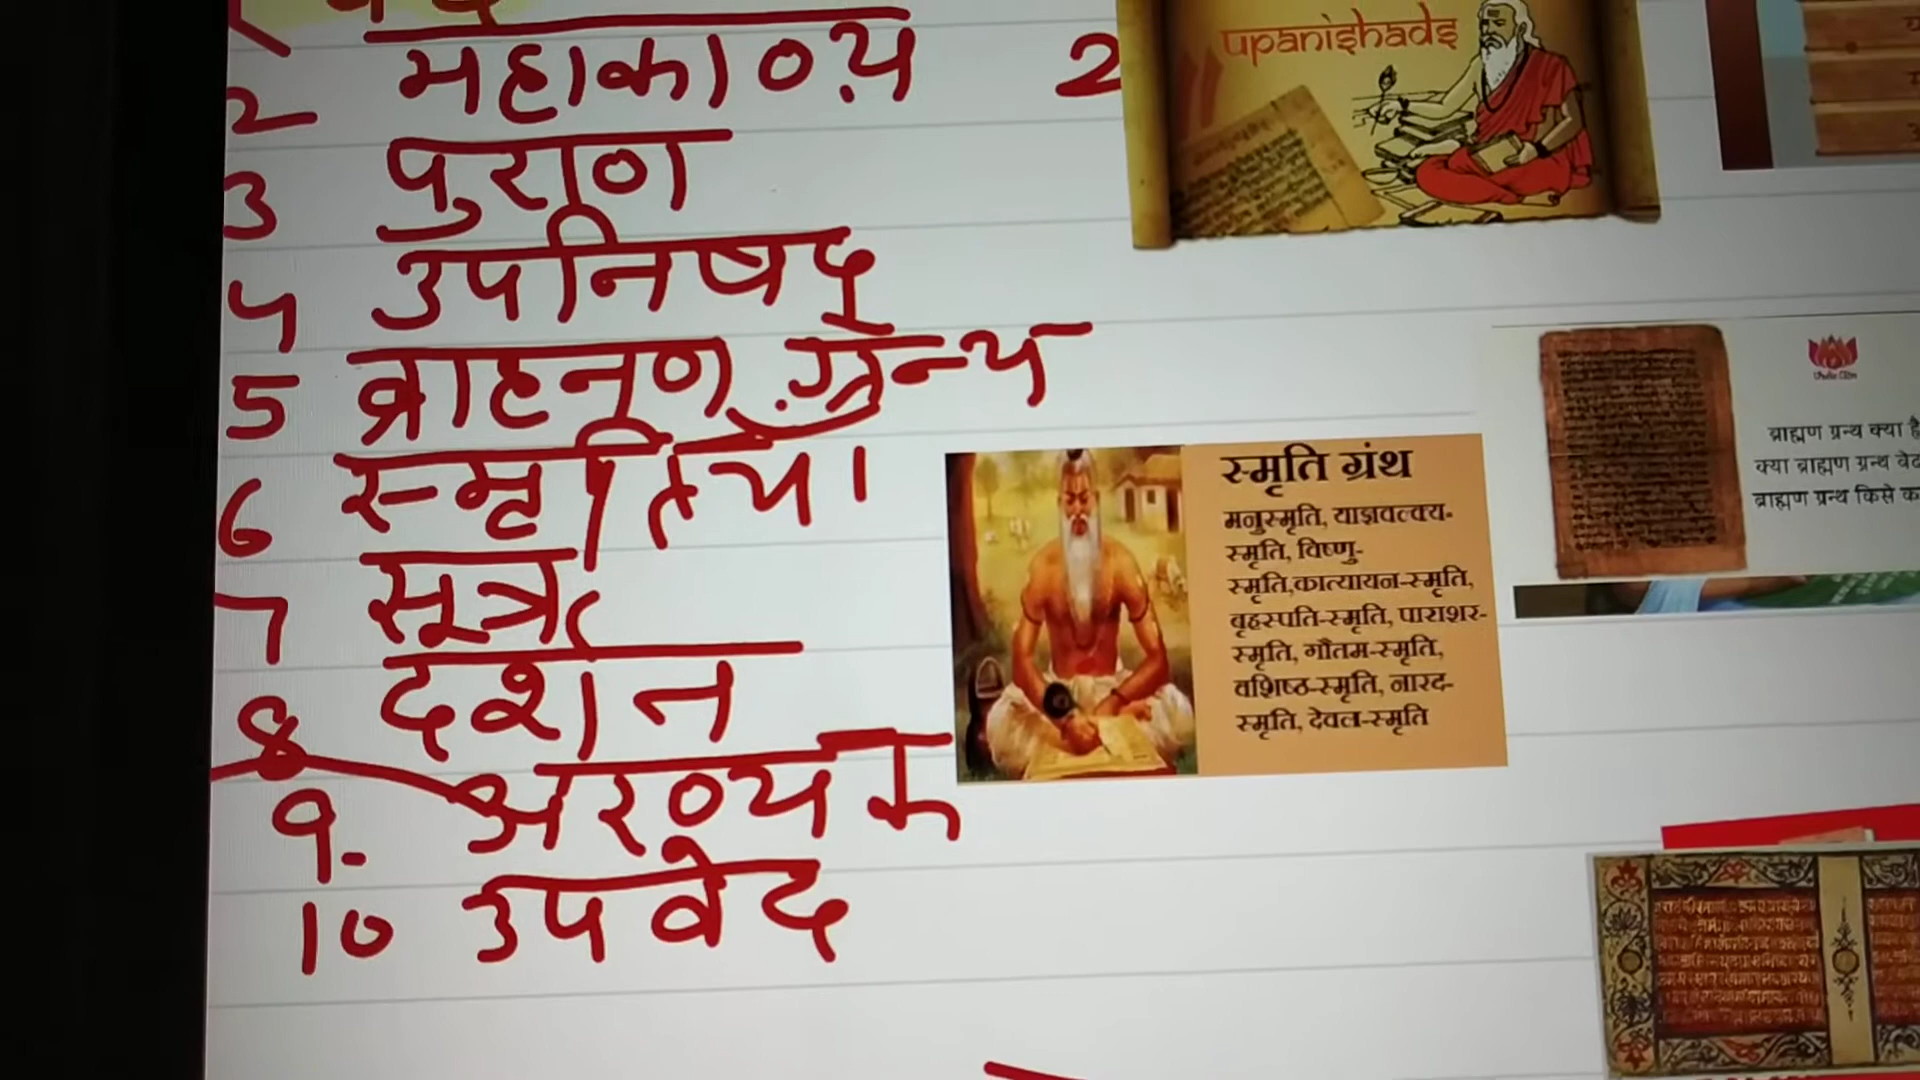 वेद
2 महाकाव्य 2
3 पुराण
4 उपनिषद
5 ब्राहमण ग्रन्थ
6 स्मृतियां
7 सूत्र
8 दर्शन
9. अरण्यक
10 उपवेद
upanishads
स्मृति ग्रंथ
मनुस्मृति, याज्ञवल्क्य-
स्मृति, विष्णु-
स्मृति,कात्यायन-स्मृति,
वृहस्पति-स्मृति, पाराशर-
स्मृति, गौतम-स्मृति,
वशिष्ठ-स्मृति, नारद-
स्मृति, देवल-स्मृति
ब्राह्मण ग्रन्थ क्या है
क्या ब्राह्मण ग्रन्थ वेद
ब्राह्मण ग्रन्थ किसे क